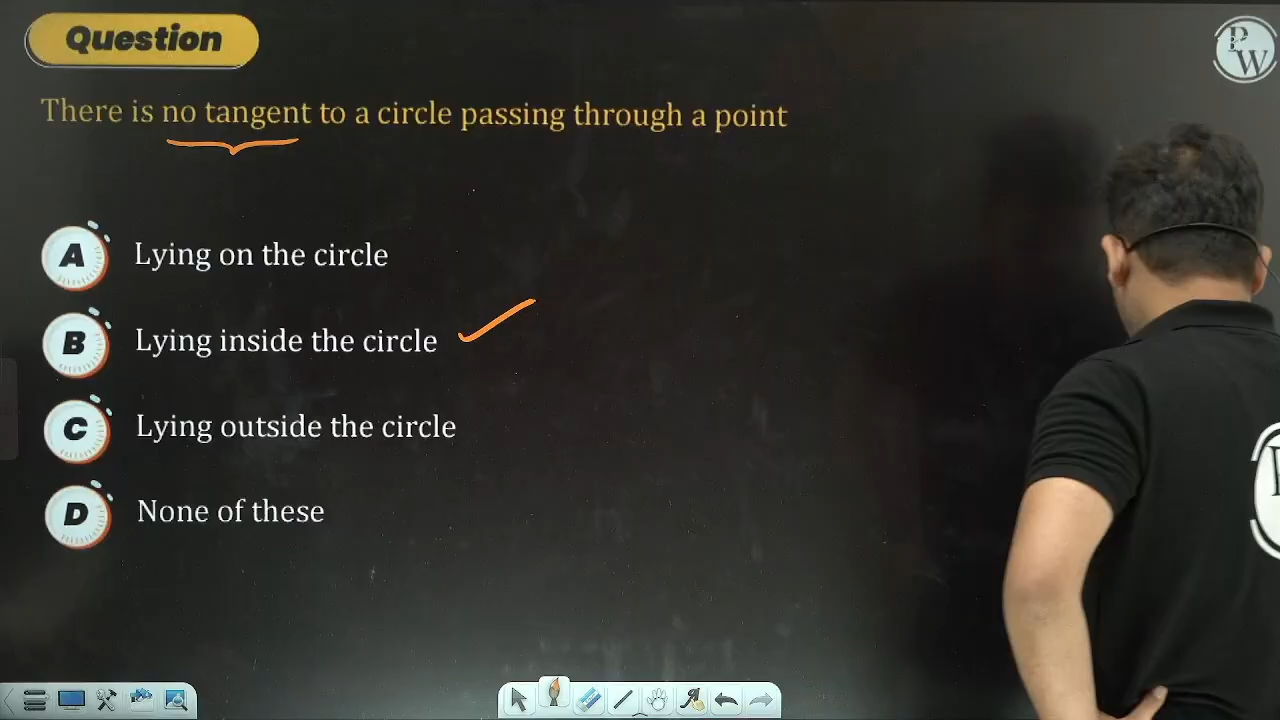 Question
PW
There is no tangent to a circle passing through a point
A Lying on the circle
B Lying inside the circle
C Lying outside the circle
D None of these